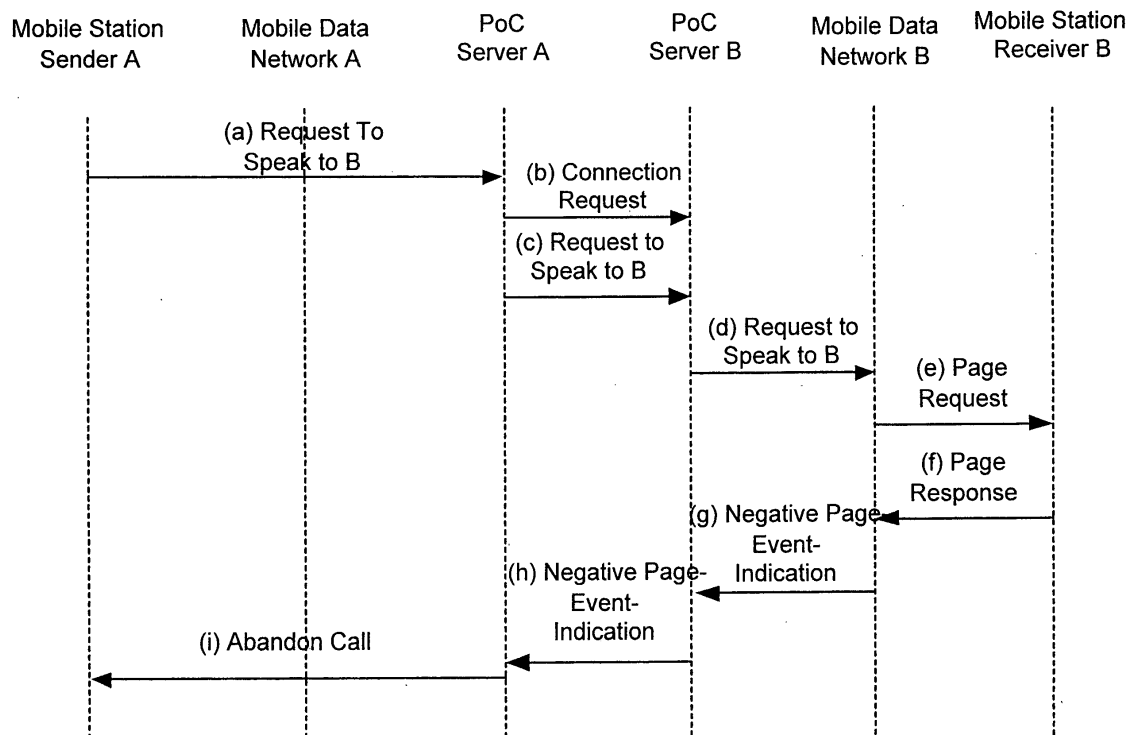 Mobile Station
Sender A
Mobile Data
Network A
PoC
Server A
PoC
Server B
Mobile Data
Network B
Mobile Station
Receiver B
(a) Request To
Speak to B
(b) Connection
Request
(c) Request to
Speak to B
(d) Request to
Speak to B
(e) Page
Request
(f) Page
Response
(g) Negative Page-
Event-
Indication
(h) Negative Page-
Event-
Indication
(i) Abandon Call